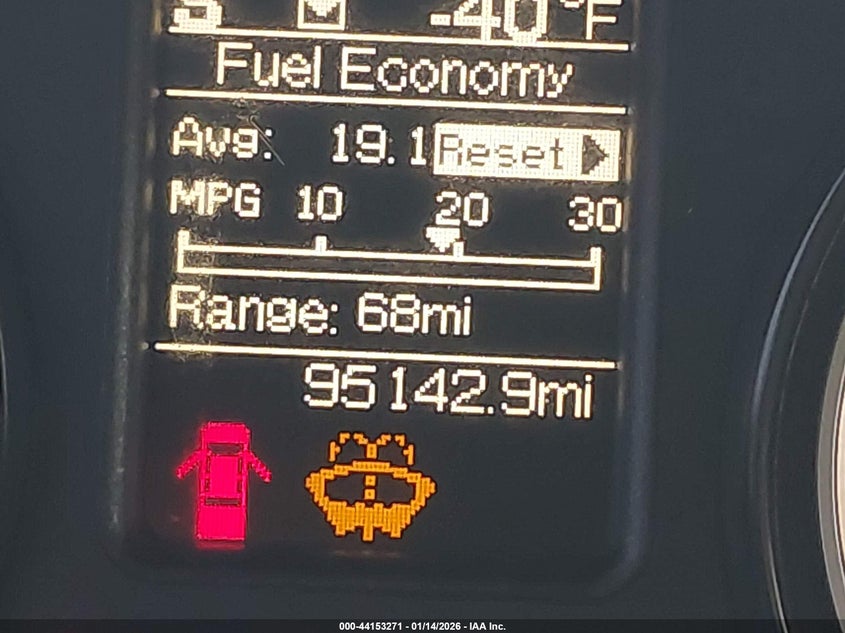 S -40°F
Fuel Economy
Avg: 19.1 Reset
MPG 10 20 30
Range: 68mi
95142.9mi
000-44153271 - 01/14/2026 - IAA Inc.